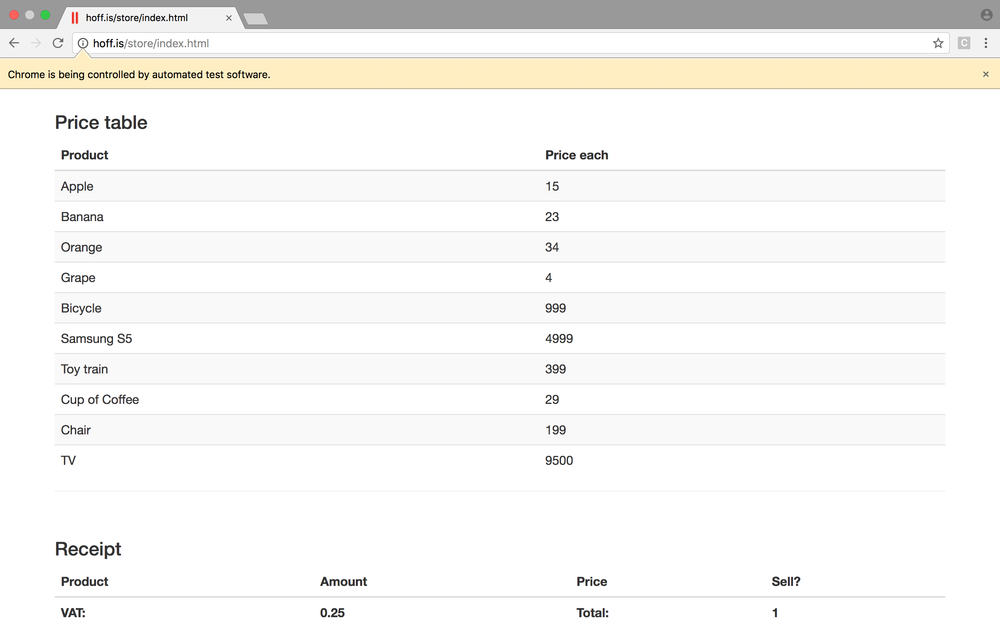 hoff.is/store/index.html
hoff.is/store/index.html
C
Chrome is being controlled by automated test software.
Price table
Product Price each
Apple 15
Banana 23
Orange 34
Grape 4
Bicycle 999
Samsung S5 4999
Toy train 399
Cup of Coffee 29
Chair 199
TV 9500
Receipt
Product Amount Price Sell?
VAT: 0.25 Total: 1